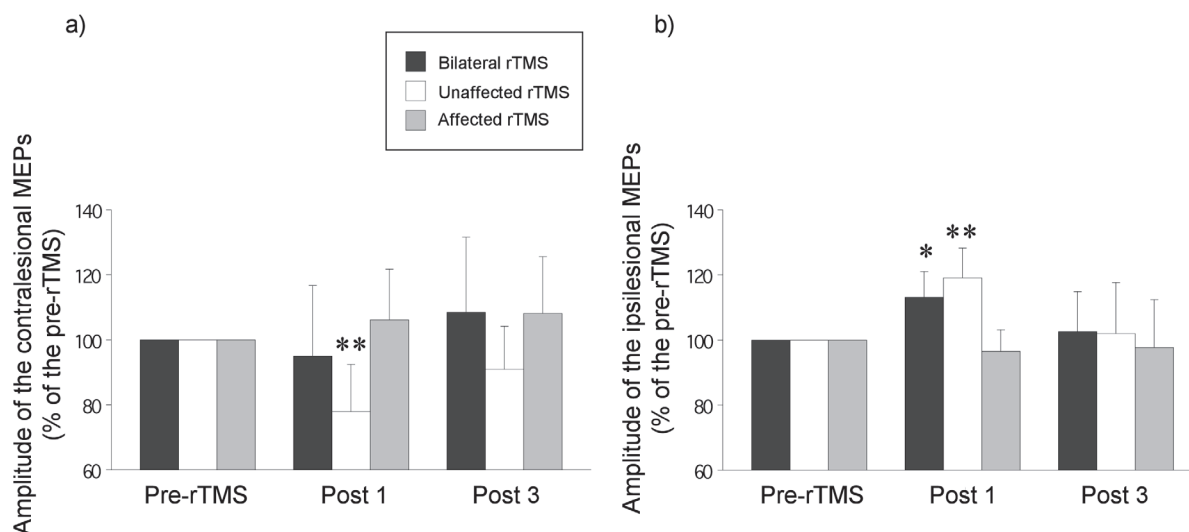 a)
Bilateral rTMS
Unaffected rTMS
Affected rTMS
Amplitude of the contralesional MEPs
(% of the pre-rTMS)
140
120
100
80
60
**
Pre-rTMS
Post 1
Post 3
b)
Amplitude of the ipsilesional MEPs
(% of the pre-rTMS)
140
120
100
80
60
*
**
Pre-rTMS
Post 1
Post 3